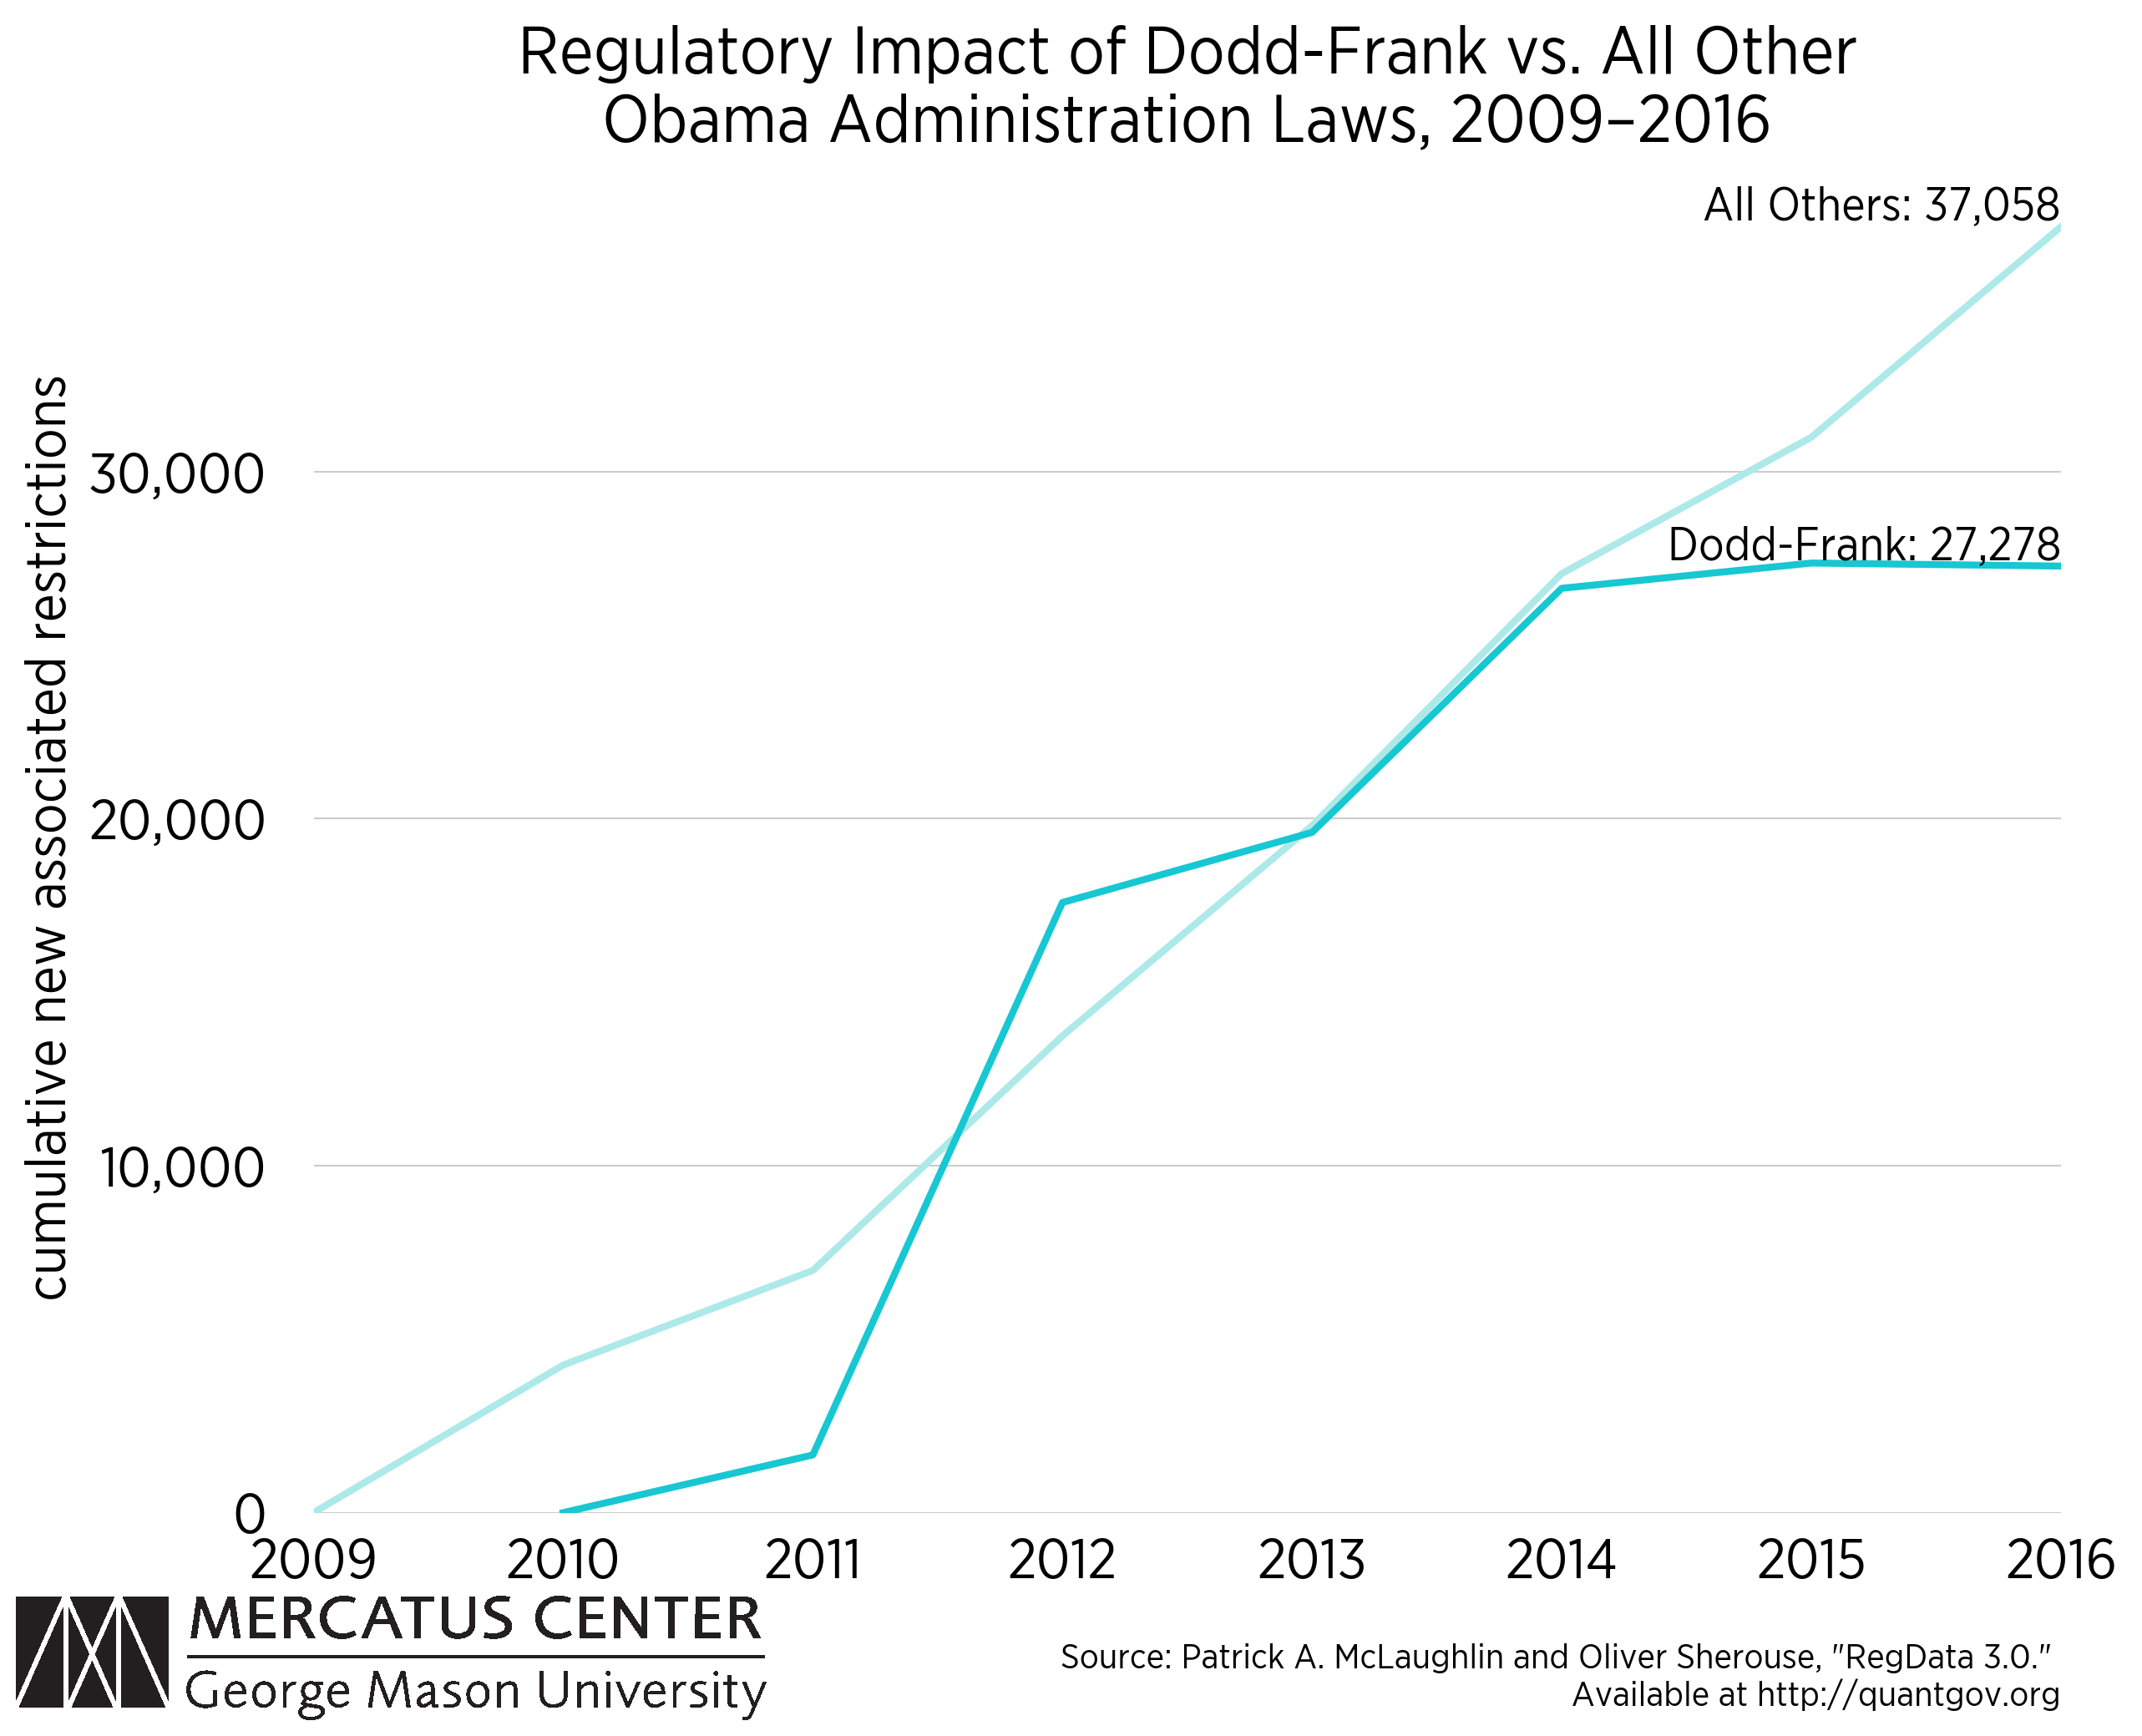 Regulatory Impact of Dodd-Frank vs. All Other
Obama Administration Laws, 2009–2016
All Others: 37,058
Dodd-Frank: 27,278
cumulative new associated restrictions
30,000
20,000
10,000
0
2009 2010 2011 2012 2013 2014 2015 2016
MERCATUS CENTER
George Mason University
Source: Patrick A. McLaughlin and Oliver Sherouse, "RegData 3.0."
Available at http://quantgov.org